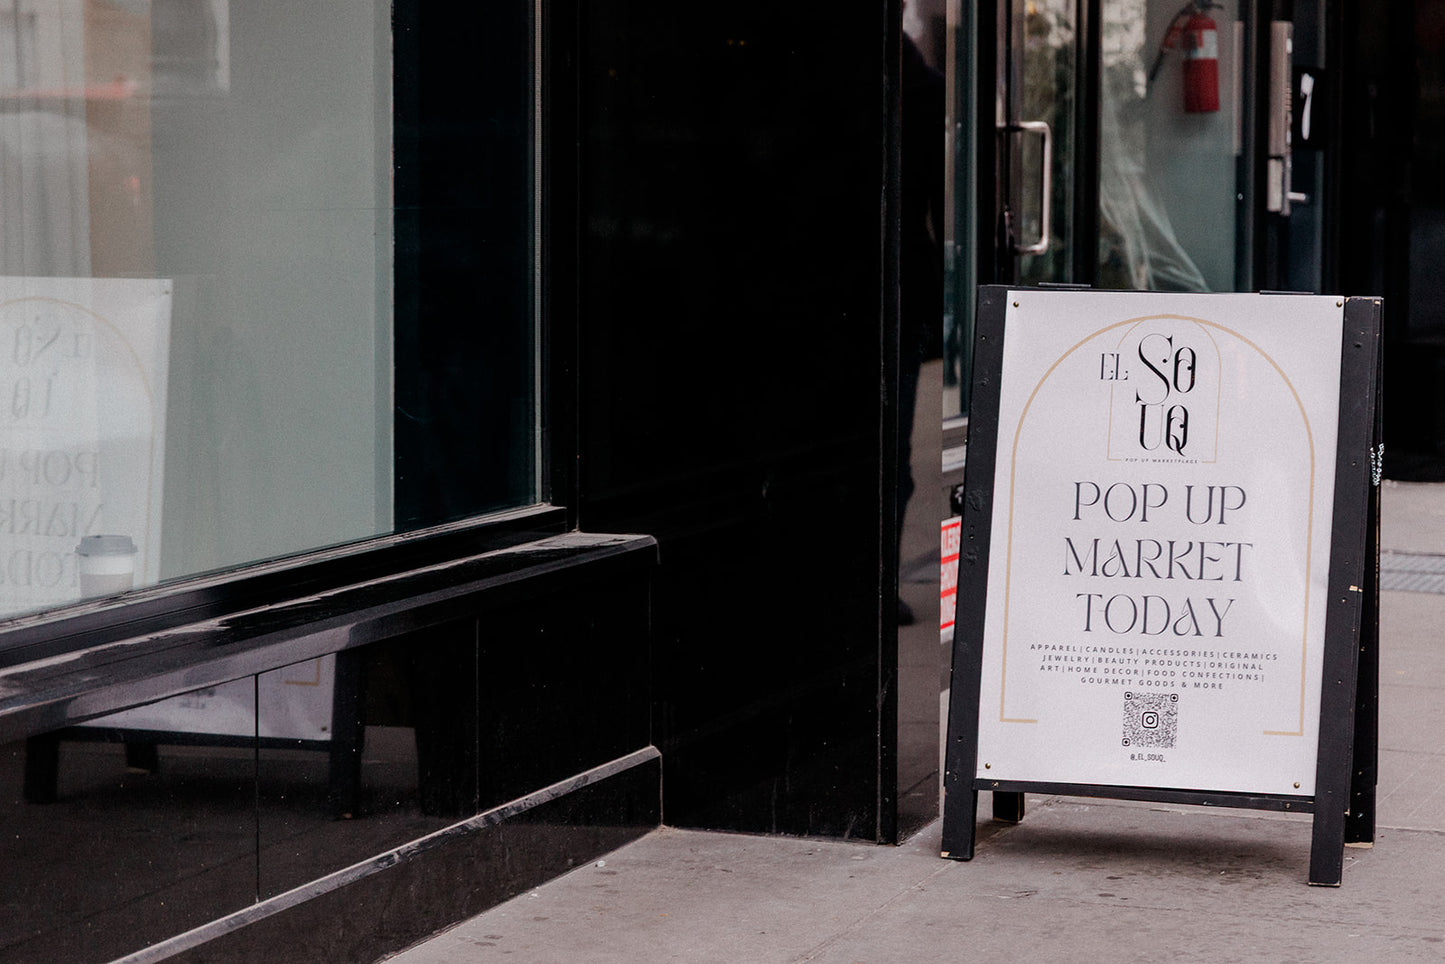 EL SO
UQ
POP UP MARKETPLACE
POP UP
MARKET
TODAY
APPAREL|CANDLES|ACCESSORIES|CERAMICS
JEWELRY|BEAUTY PRODUCTS|ORIGINAL
ART|HOME DECOR|FOOD CONFECTIONS|
GOURMET GOODS & MORE
@_EL_SOUQ_